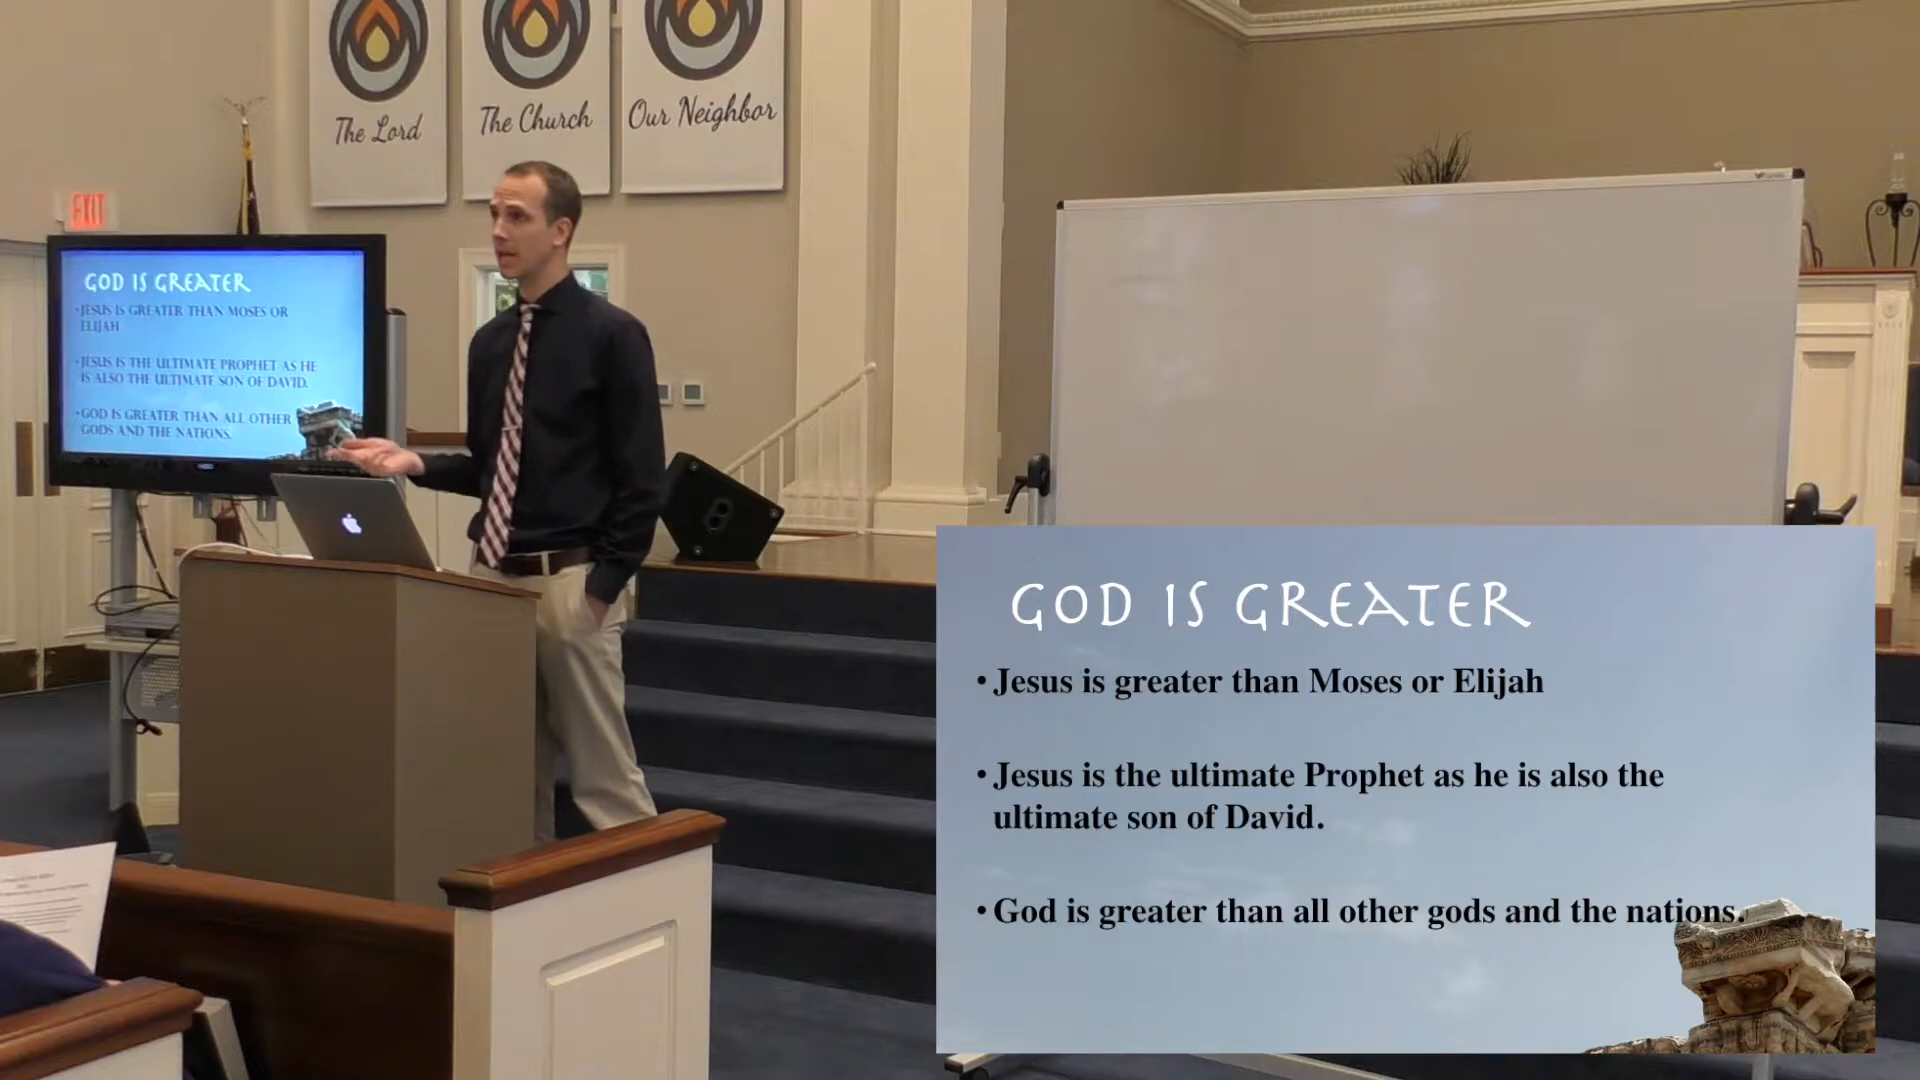 The Lord
The Church
Our Neighbor
EXIT
GOD IS GREATER
• JESUS IS GREATER THAN MOSES OR
ELIJAH
• JESUS IS THE ULTIMATE PROPHET AS HE
IS ALSO THE ULTIMATE SON OF DAVID.
• GOD IS GREATER THAN ALL OTHER
GODS AND THE NATIONS.
GOD IS GREATER
• Jesus is greater than Moses or Elijah
• Jesus is the ultimate Prophet as he is also the
ultimate son of David.
• God is greater than all other gods and the nations.